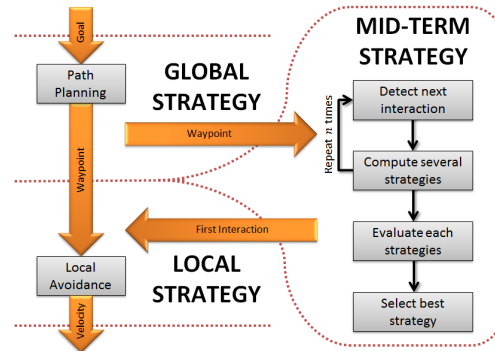 Goal
Path
Planning
Waypoint
GLOBAL
STRATEGY
Waypoint
First Interaction
LOCAL
STRATEGY
Local
Avoidance
Velocity
MID-TERM
STRATEGY
Detect next
interaction
Repeat n times
Compute several
strategies
Evaluate each
strategies
Select best
strategy